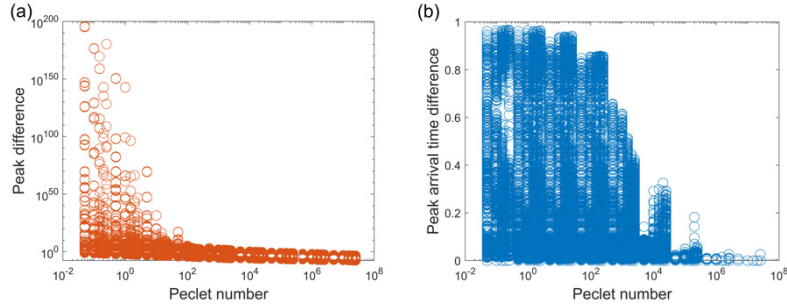 (a)
10^200
10^150
10^100
10^50
10^0
Peak difference
10^-2 10^0 10^2 10^4 10^6 10^8
Peclet number
(b)
1
0.8
0.6
0.4
0.2
0
Peak arrival time difference
10^-2 10^0 10^2 10^4 10^6 10^8
Peclet number